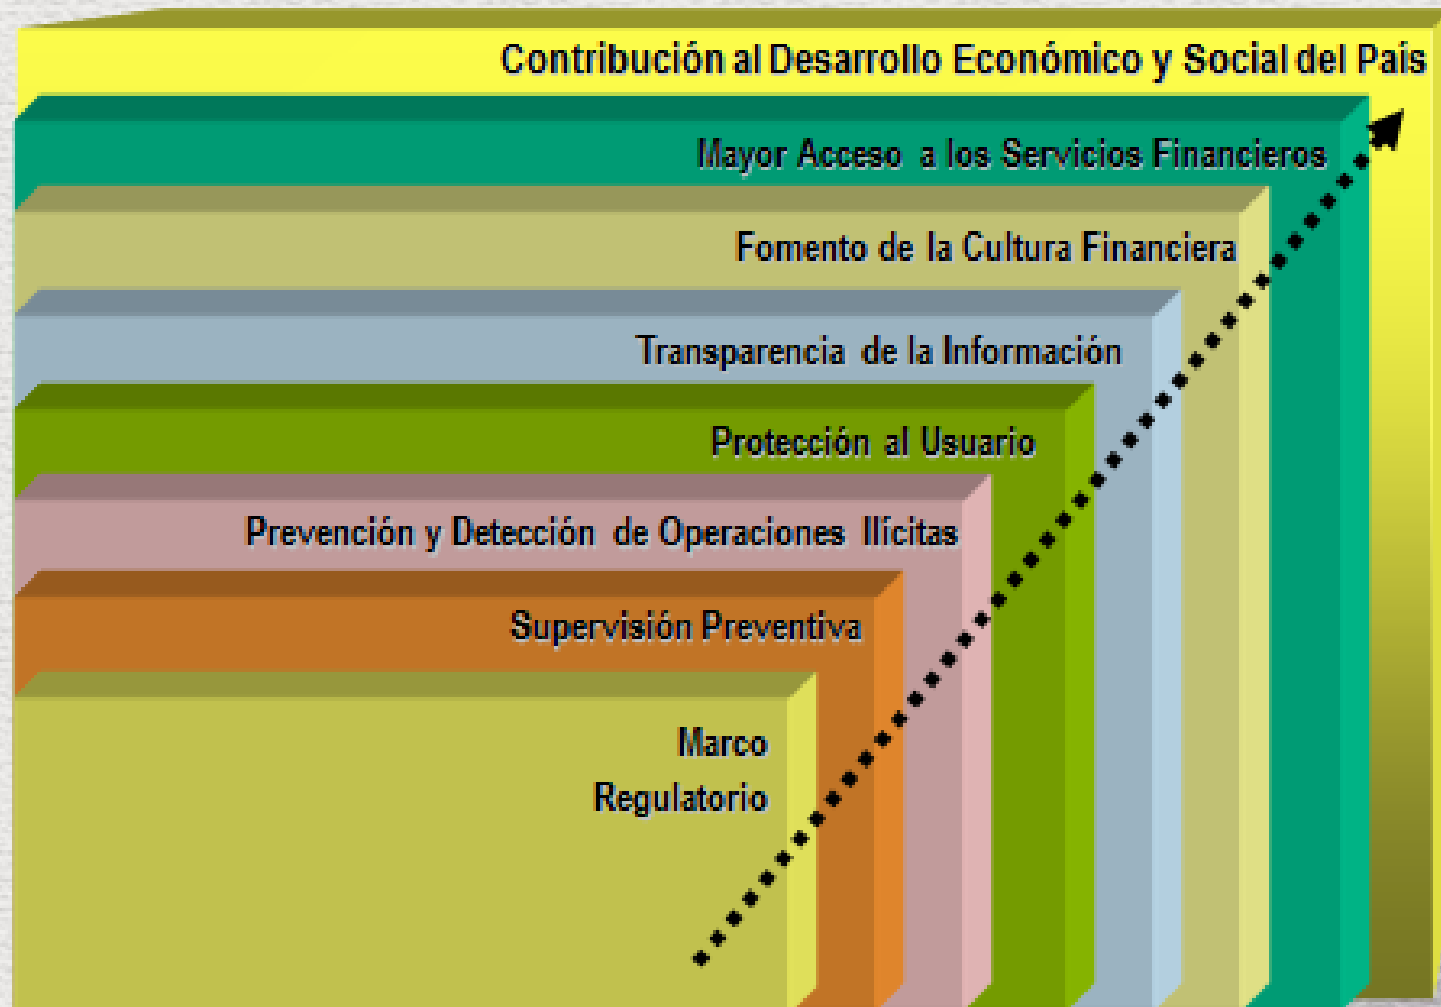 Contribución al Desarrollo Económico y Social del País
Mayor Acceso a los Servicios Financieros
Fomento de la Cultura Financiera
Transparencia de la Información
Protección al Usuario
Prevención y Detección de Operaciones Ilícitas
Supervisión Preventiva
Marco
Regulatorio